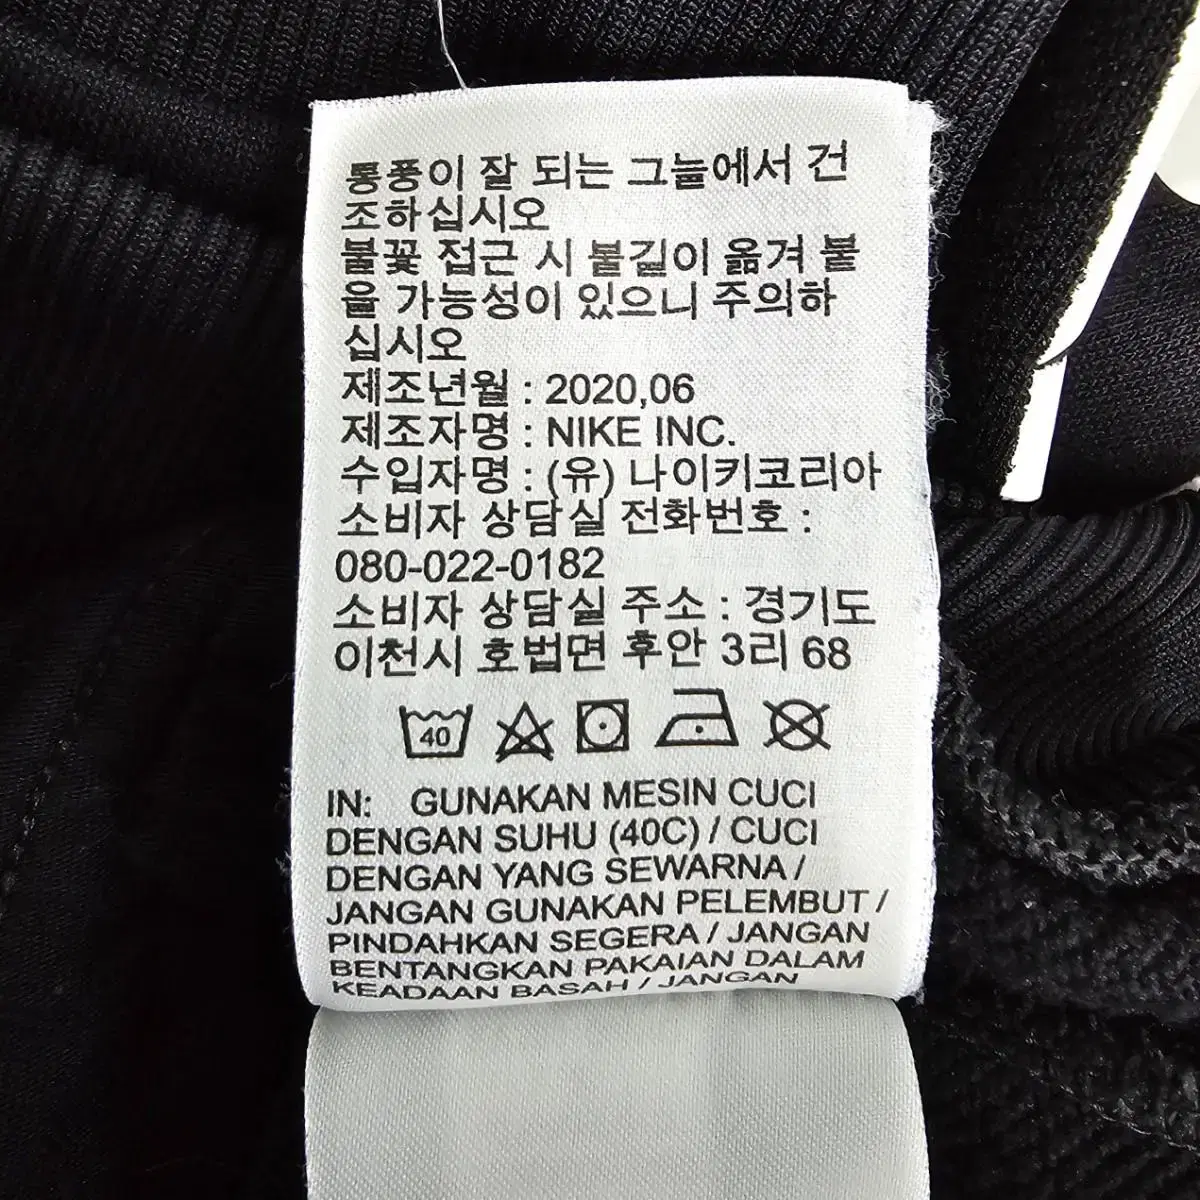 통풍이 잘 되는 그늘에서 건
조하십시오
불꽃 접근 시 불길이 옮겨 붙
을 가능성이 있으니 주의하
십시오
제조년월 : 2020,06
제조자명 : NIKE INC.
수입자명 : (유) 나이키코리아
소비자 상담실 전화번호 :
080-022-0182
소비자 상담실 주소 : 경기도
이천시 호법면 후안 3리 68
40
IN: GUNAKAN MESIN CUCI
DENGAN SUHU (40C) / CUCI
DENGAN YANG SEWARNA /
JANGAN GUNAKAN PELEMBUT /
PINDAHKAN SEGERA / JANGAN
BENTANGKAN PAKAIAN DALAM
KEADAAN BASAH / JANGAN